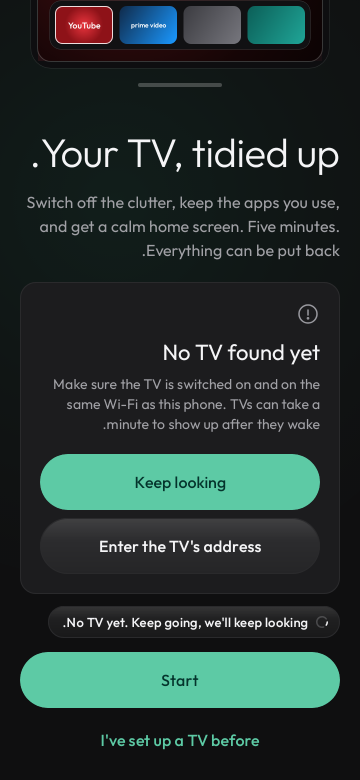 YouTube
prime video
.Your TV, tidied up
Switch off the clutter, keep the apps you use,
and get a calm home screen. Five minutes.
.Everything can be put back
No TV found yet
Make sure the TV is switched on and on the
same Wi-Fi as this phone. TVs can take a
.minute to show up after they wake
Keep looking
Enter the TV's address
.No TV yet. Keep going, we'll keep looking
Start
I've set up a TV before